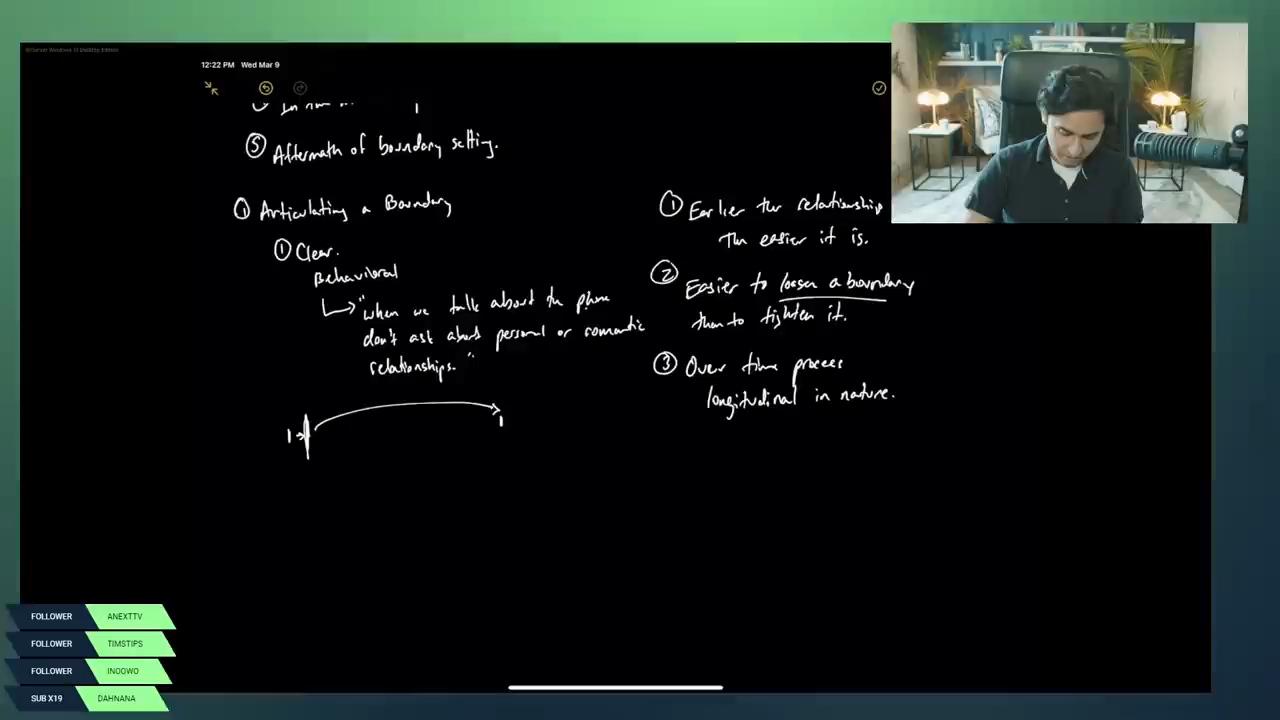 12:22 PM Wed Mar 9
⑤ Aftermath of boundary setting.
① Articulating a Boundary
① Clear.
Behavioral
"When we talk about the phone
don't ask about personal or romantic
relationships."
1
1
① Earlier the relationship
The easier it is.
② Easier to loosen a boundary
than to tighten it.
③ Over time process
longitudinal in nature.
FOLLOWER ANEXTTV
FOLLOWER TIMSTIPS
FOLLOWER INOQWO
SUB X19 DAHNANA